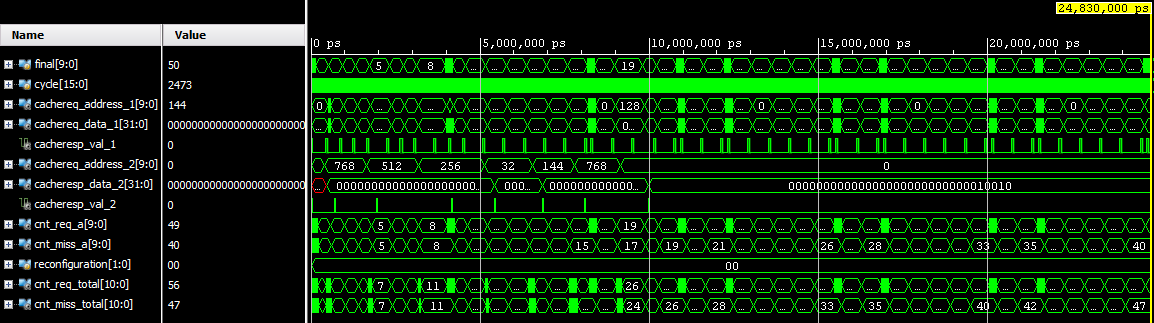 24,830,000 ps
Name Value
0 ps 5,000,000 ps 10,000,000 ps 15,000,000 ps 20,000,000 ps
final[9:0] 50 5 8 19
cycle[15:0] 2473
cachereq_address_1[9:0] 144 0 0 128 0 0 0
cachereq_data_1[31:0] 00000000000000000000000 0...
cacheresp_val_1 0
cachereq_address_2[9:0] 0 768 512 256 32 144 768 0
cacheresp_data_2[31:0] 00000000000000000000000 ... 0000000000000000000000... 000... 000000000000... 00000000000000000000000000010010
cacheresp_val_2 0
cnt_req_a[9:0] 49 5 8 19
cnt_miss_a[9:0] 40 5 8 15 17 19 21 26 28 33 35 40
reconfiguration[1:0] 00 00
cnt_req_total[10:0] 56 7 11 26
cnt_miss_total[10:0] 47 7 11 24 26 28 33 35 40 42 47